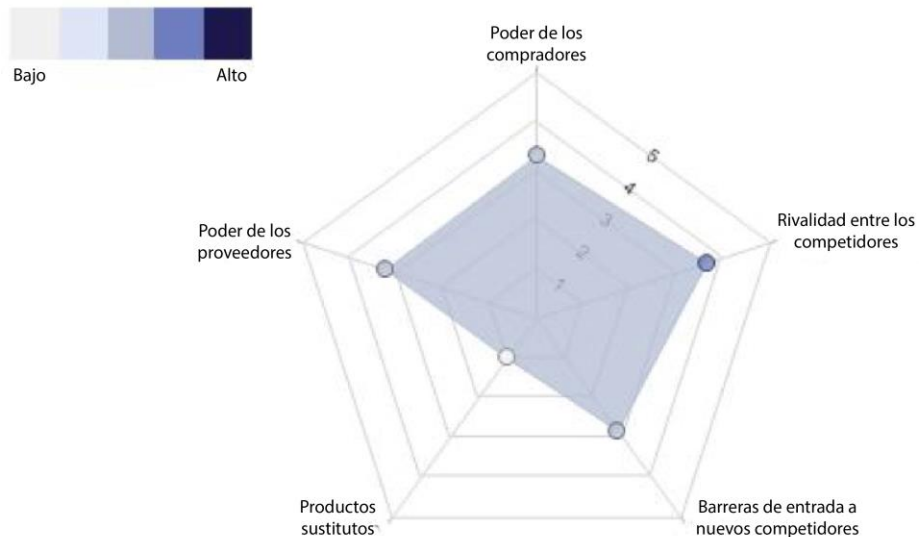 Bajo
Alto
Poder de los
compradores
5
4
3
2
1
Rivalidad entre los
competidores
Poder de los
proveedores
Productos
sustitutos
Barreras de entrada a
nuevos competidores